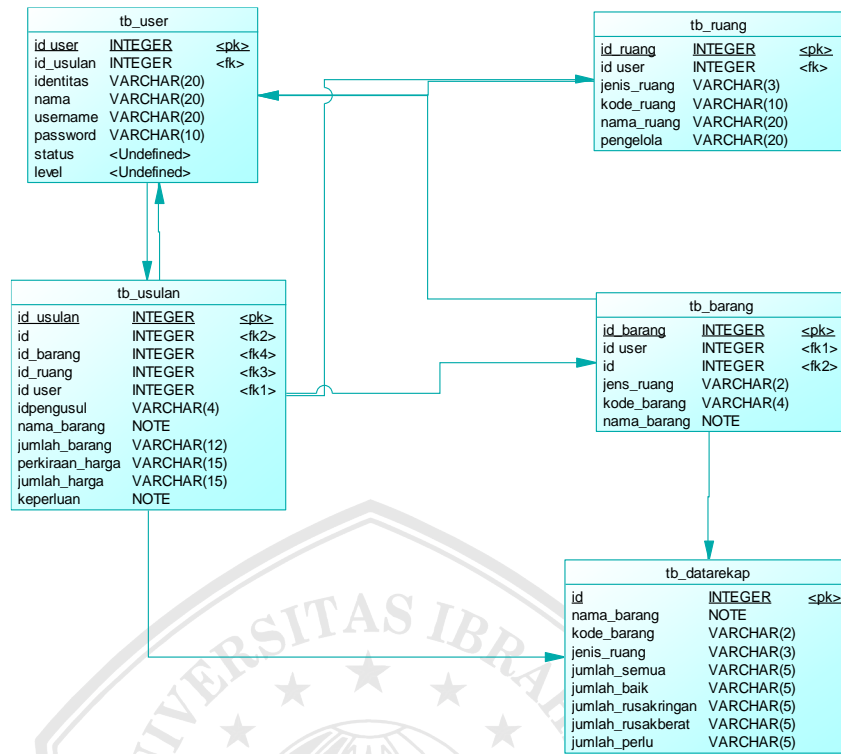 tb_user
id user INTEGER <pk>
id_usulan INTEGER <fk>
identitas VARCHAR(20)
nama VARCHAR(20)
username VARCHAR(20)
password VARCHAR(10)
status <Undefined>
level <Undefined>
tb_ruang
id_ruang INTEGER <pk>
id user INTEGER <fk>
jenis_ruang VARCHAR(3)
kode_ruang VARCHAR(10)
nama_ruang VARCHAR(20)
pengelola VARCHAR(20)
tb_usulan
id_usulan INTEGER <pk>
id INTEGER <fk2>
id_barang INTEGER <fk4>
id_ruang INTEGER <fk3>
id user INTEGER <fk1>
idpengusul VARCHAR(4)
nama_barang NOTE
jumlah_barang VARCHAR(12)
perkiraan_harga VARCHAR(15)
jumlah_harga VARCHAR(15)
keperluan NOTE
tb_barang
id_barang INTEGER <pk>
id user INTEGER <fk1>
id INTEGER <fk2>
jens_ruang VARCHAR(2)
kode_barang VARCHAR(4)
nama_barang NOTE
tb_datarekap
id INTEGER <pk>
nama_barang NOTE
kode_barang VARCHAR(2)
jenis_ruang VARCHAR(3)
jumlah_semua VARCHAR(5)
jumlah_baik VARCHAR(5)
jumlah_rusakringan VARCHAR(5)
jumlah_rusakberat VARCHAR(5)
jumlah_perlu VARCHAR(5)